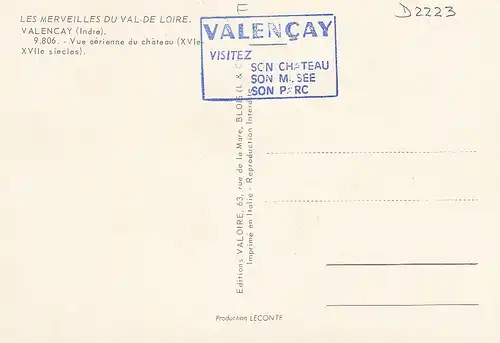 E
D2223
LES MERVEILLES DU VAL-DE LOIRE.
VALENCAY (Indre).
9.806. - Vue aérienne du château (XVIe-
XVIIe siècles).
VALENÇAY
VISITEZ
SON CHATEAU
SON MUSEE
SON PARC
Editions VALOIRE, 63, rue de la Mare, BLOIS (L & C
Imprimé en Italie - Reproduction Interdite
Production LECONTE